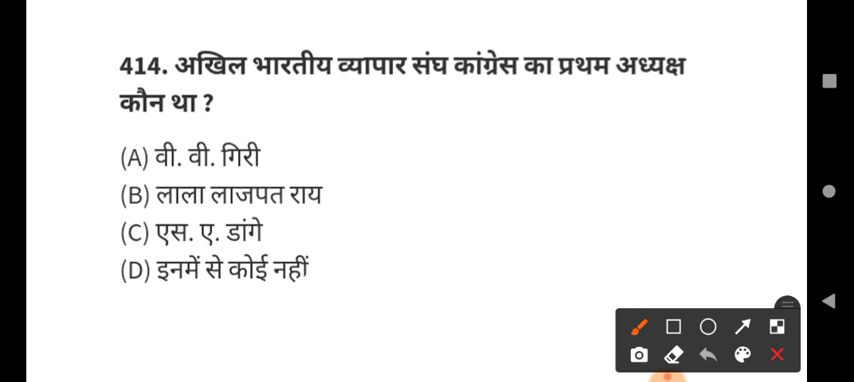 414. अखिल भारतीय व्यापार संघ कांग्रेस का प्रथम अध्यक्ष
कौन था ?
(A) वी. वी. गिरी
(B) लाला लाजपत राय
(C) एस. ए. डांगे
(D) इनमें से कोई नहीं